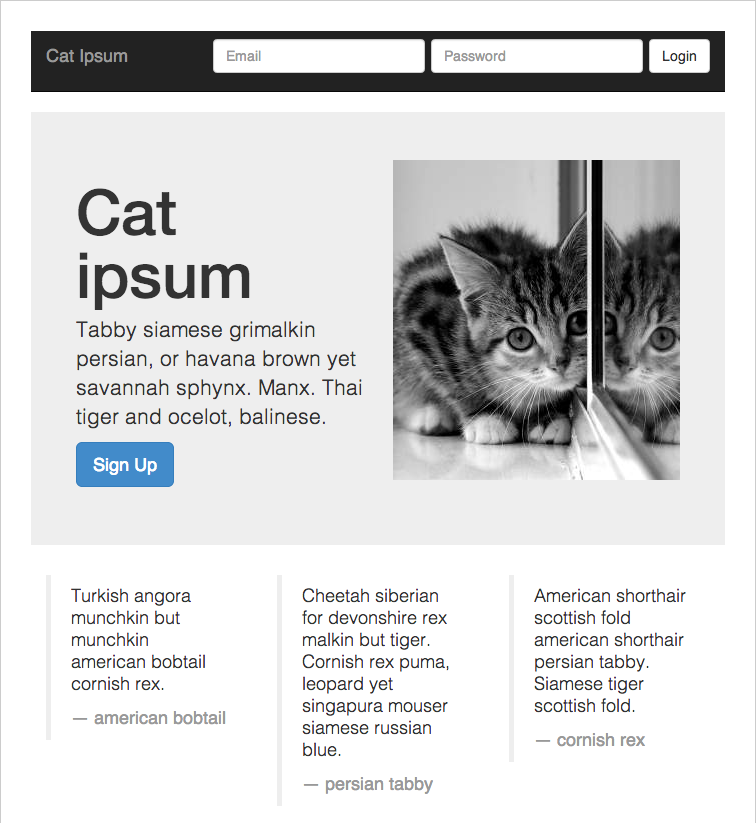 Cat Ipsum
Email
Password
Login
Cat
ipsum
Tabby siamese grimalkin
persian, or havana brown yet
savannah sphynx. Manx. Thai
tiger and ocelot, balinese.
Sign Up
Turkish angora
munchkin but
munchkin
american bobtail
cornish rex.
— american bobtail
Cheetah siberian
for devonshire rex
malkin but tiger.
Cornish rex puma,
leopard yet
singapura mouser
siamese russian
blue.
— persian tabby
American shorthair
scottish fold
american shorthair
persian tabby.
Siamese tiger
scottish fold.
— cornish rex